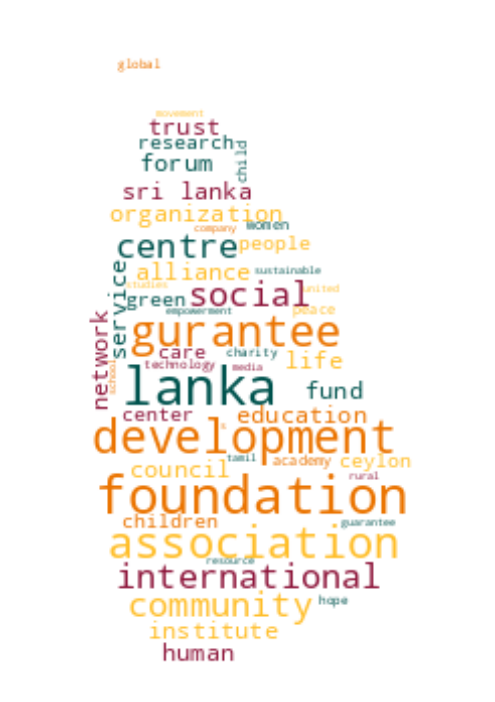 global
movement
trust
research
child
forum
sri lanka
organization
company
women
centre
people
service
alliance
sustainable
studies
united
green
social
empowerment
peace
gurantee
network
care
charity
life
technology
media
school
lanka
fund
center
education
development
tamil
council
academy
ceylon
rural
foundation
children
guarantee
association
resource
international
community
hope
institute
human